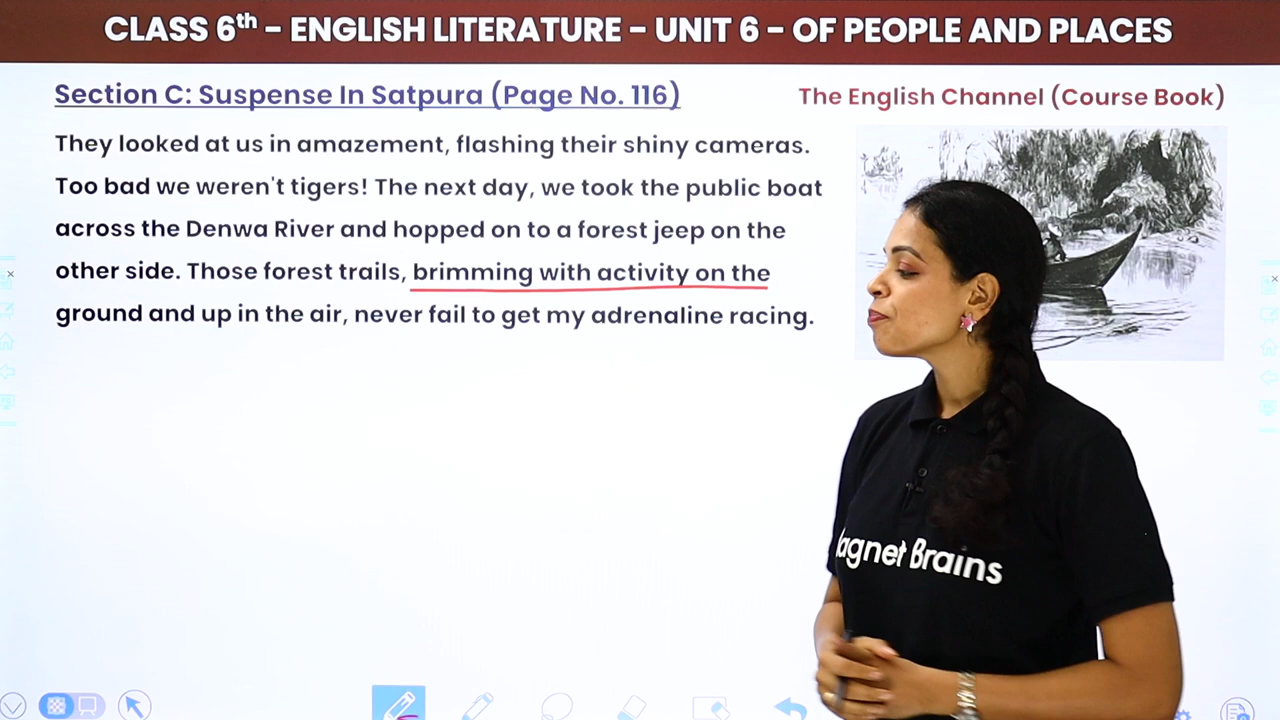 CLASS 6th - ENGLISH LITERATURE - UNIT 6 - OF PEOPLE AND PLACES
Section C: Suspense In Satpura (Page No. 116)
The English Channel (Course Book)
They looked at us in amazement, flashing their shiny cameras.
Too bad we weren't tigers! The next day, we took the public boat
across the Denwa River and hopped on to a forest jeep on the
other side. Those forest trails, brimming with activity on the
ground and up in the air, never fail to get my adrenaline racing.
agnet Brains